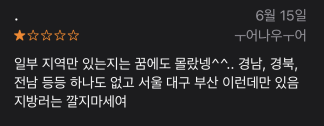 .
6월 15일
★☆☆☆☆
ㅜ어나우ㅜ어
일부 지역만 있는지는 꿈에도 몰랐넹^^.. 경남, 경북,
전남 등등 하나도 없고 서울 대구 부산 이런데만 있음
지방러는 깔지마세여